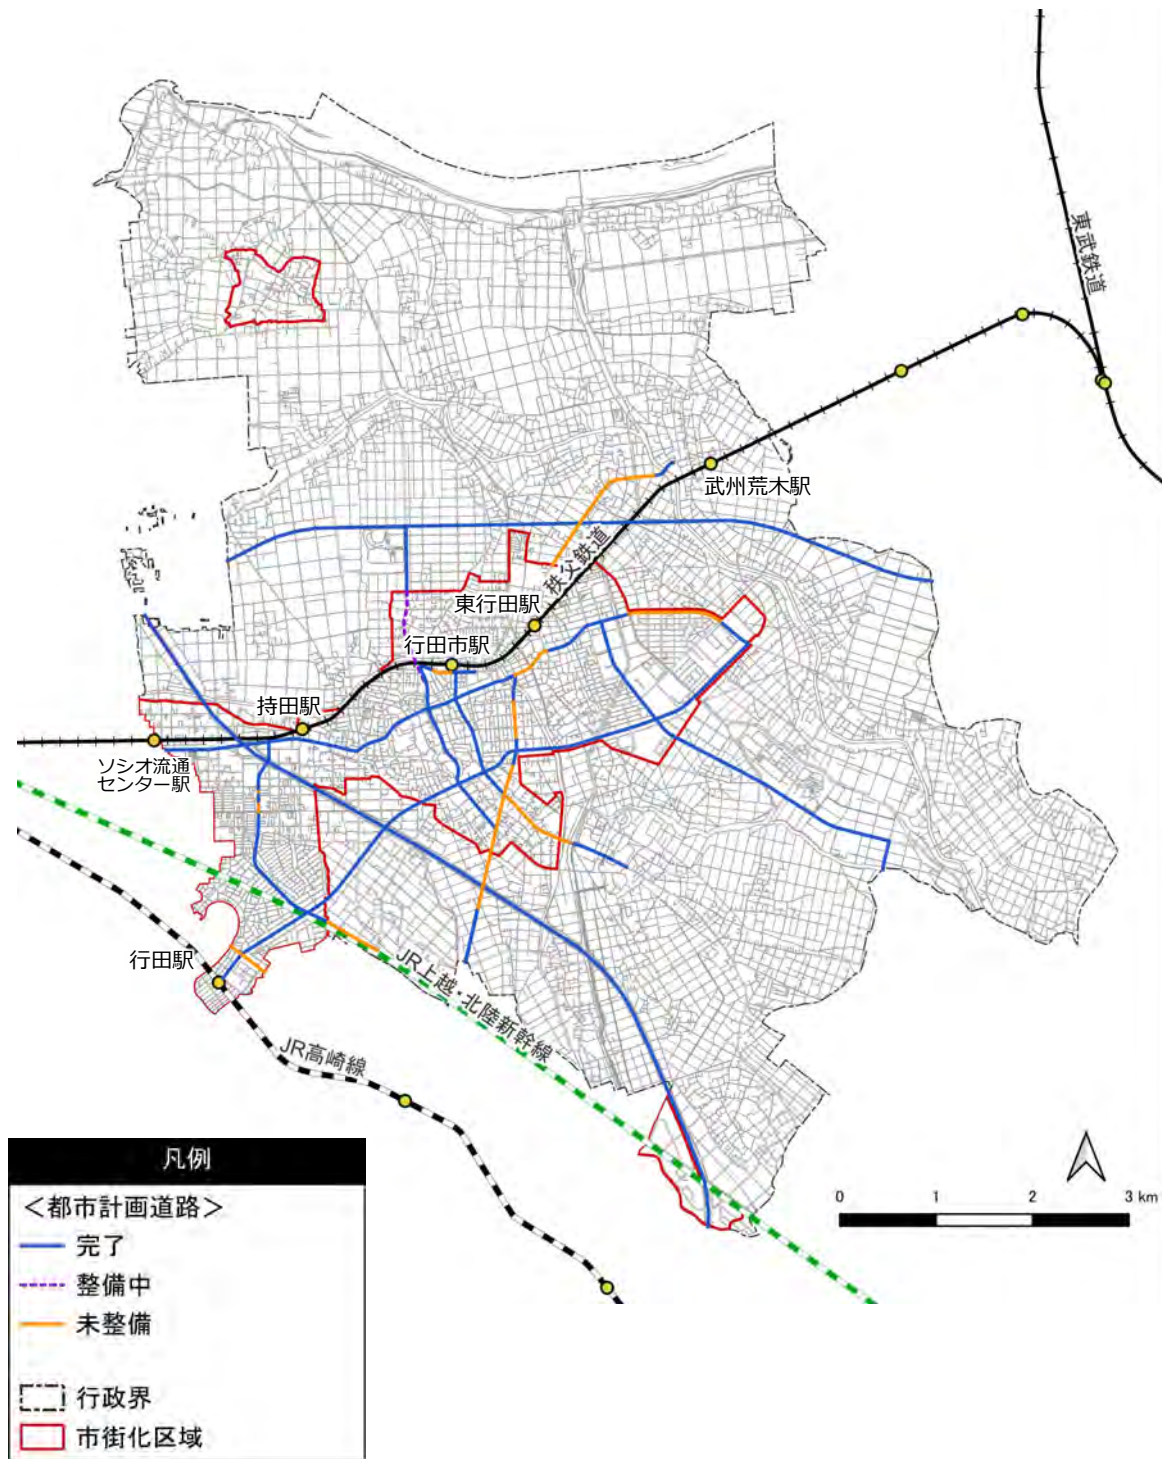 東武鉄道
武州荒木駅
秩父鉄道
東行田駅
行田市駅
持田駅
ソシオ流通
センター駅
行田駅
JR上越・北陸新幹線
JR高崎線
0 1 2 3 km
凡例
＜都市計画道路＞
完了
整備中
未整備
行政界
市街化区域